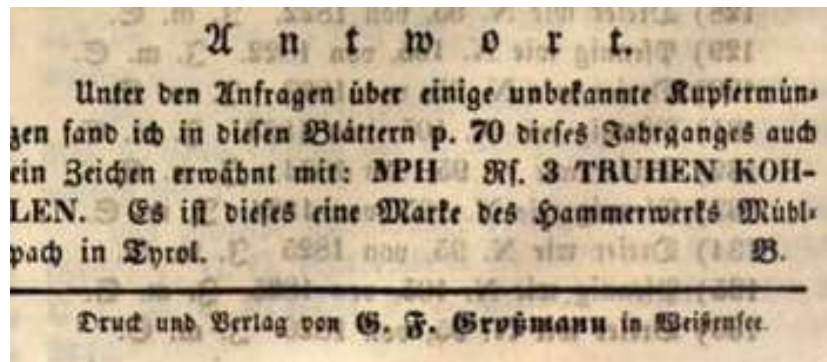 Antwort.
Unter den Anfragen über einige unbekannte Kupfermün-
zen fand ich in diesen Blättern p. 70 dieses Jahrganges auch
ein Zeichen erwähnt mit: MPH Rf. 3 TRUHEN KOH-
LEN. Es ist dieses eine Marke des Hammerwerks Mühl-
pach in Tyrol. B.
Druck und Verlag von G. F. Großmann in Weißensee.